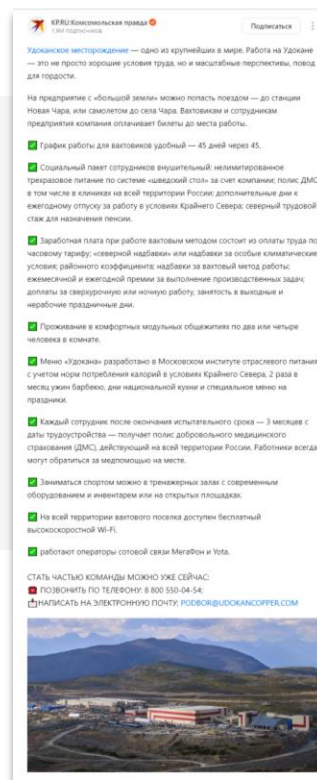 KP.RU:Комсомольская правда
1,9М подписчиков
Подписаться
Удоканское месторождение — одно из крупнейших в мире. Работа на Удокане
— это не просто хорошие условия труда, но и масштабные перспективы, повод
для гордости.
На предприятие с «большой земли» можно попасть поездом — до станции
Новая Чара, или самолетом до села Чара. Вахтовикам и сотрудникам
предприятия компания оплачивает билеты до места работы.
✅ График работы для вахтовиков удобный — 45 дней через 45.
✅ Социальный пакет сотрудников внушительный: нелимитированное
трехразовое питание по системе «шведский стол» за счет компании; полис ДМС,
в том числе в клиниках на всей территории России; дополнительные дни к
ежегодному отпуску за работу в условиях Крайнего Севера; северный трудовой
стаж для назначения пенсии.
✅ Заработная плата при работе вахтовым методом состоит из оплаты труда по
часовому тарифу; «северной надбавки» или надбавки за особые климатические
условия; районного коэффициента; надбавки за вахтовый метод работы;
ежемесячной и ежегодной премии за выполнение производственных задач;
доплаты за сверхурочную или ночную работу, занятость в выходные и
нерабочие праздничные дни.
✅ Проживание в комфортных модульных общежитиях по два или четыре
человека в комнате.
✅ Меню «Удокана» разработано в Московском институте отраслевого питания
с учетом норм потребления калорий в условиях Крайнего Севера, 2 раза в
месяц ужин барбекю, дни национальной кухни и специальное меню на
праздники.
✅ Каждый сотрудник после окончания испытательного срока — 3 месяцев с
даты трудоустройства — получает полис добровольного медицинского
страхования (ДМС), действующий на всей территории России. Работники всегда
могут обратиться за медпомощью на месте.
✅ Заниматься спортом можно в тренажерных залах с современным
оборудованием и инвентарем или на открытых площадках.
✅ На всей территории вахтового поселка доступен бесплатный
высокоскоростной Wi-Fi.
✅ работают операторы сотовой связи МегаФон и Yota.
СТАТЬ ЧАСТЬЮ КОМАНДЫ МОЖНО УЖЕ СЕЙЧАС:
☎ ПОЗВОНИТЬ ПО ТЕЛЕФОНУ: 8 800 550-04-54;
📩НАПИСАТЬ НА ЭЛЕКТРОННУЮ ПОЧТУ: PODBOR@UDOKANCOPPER.COM